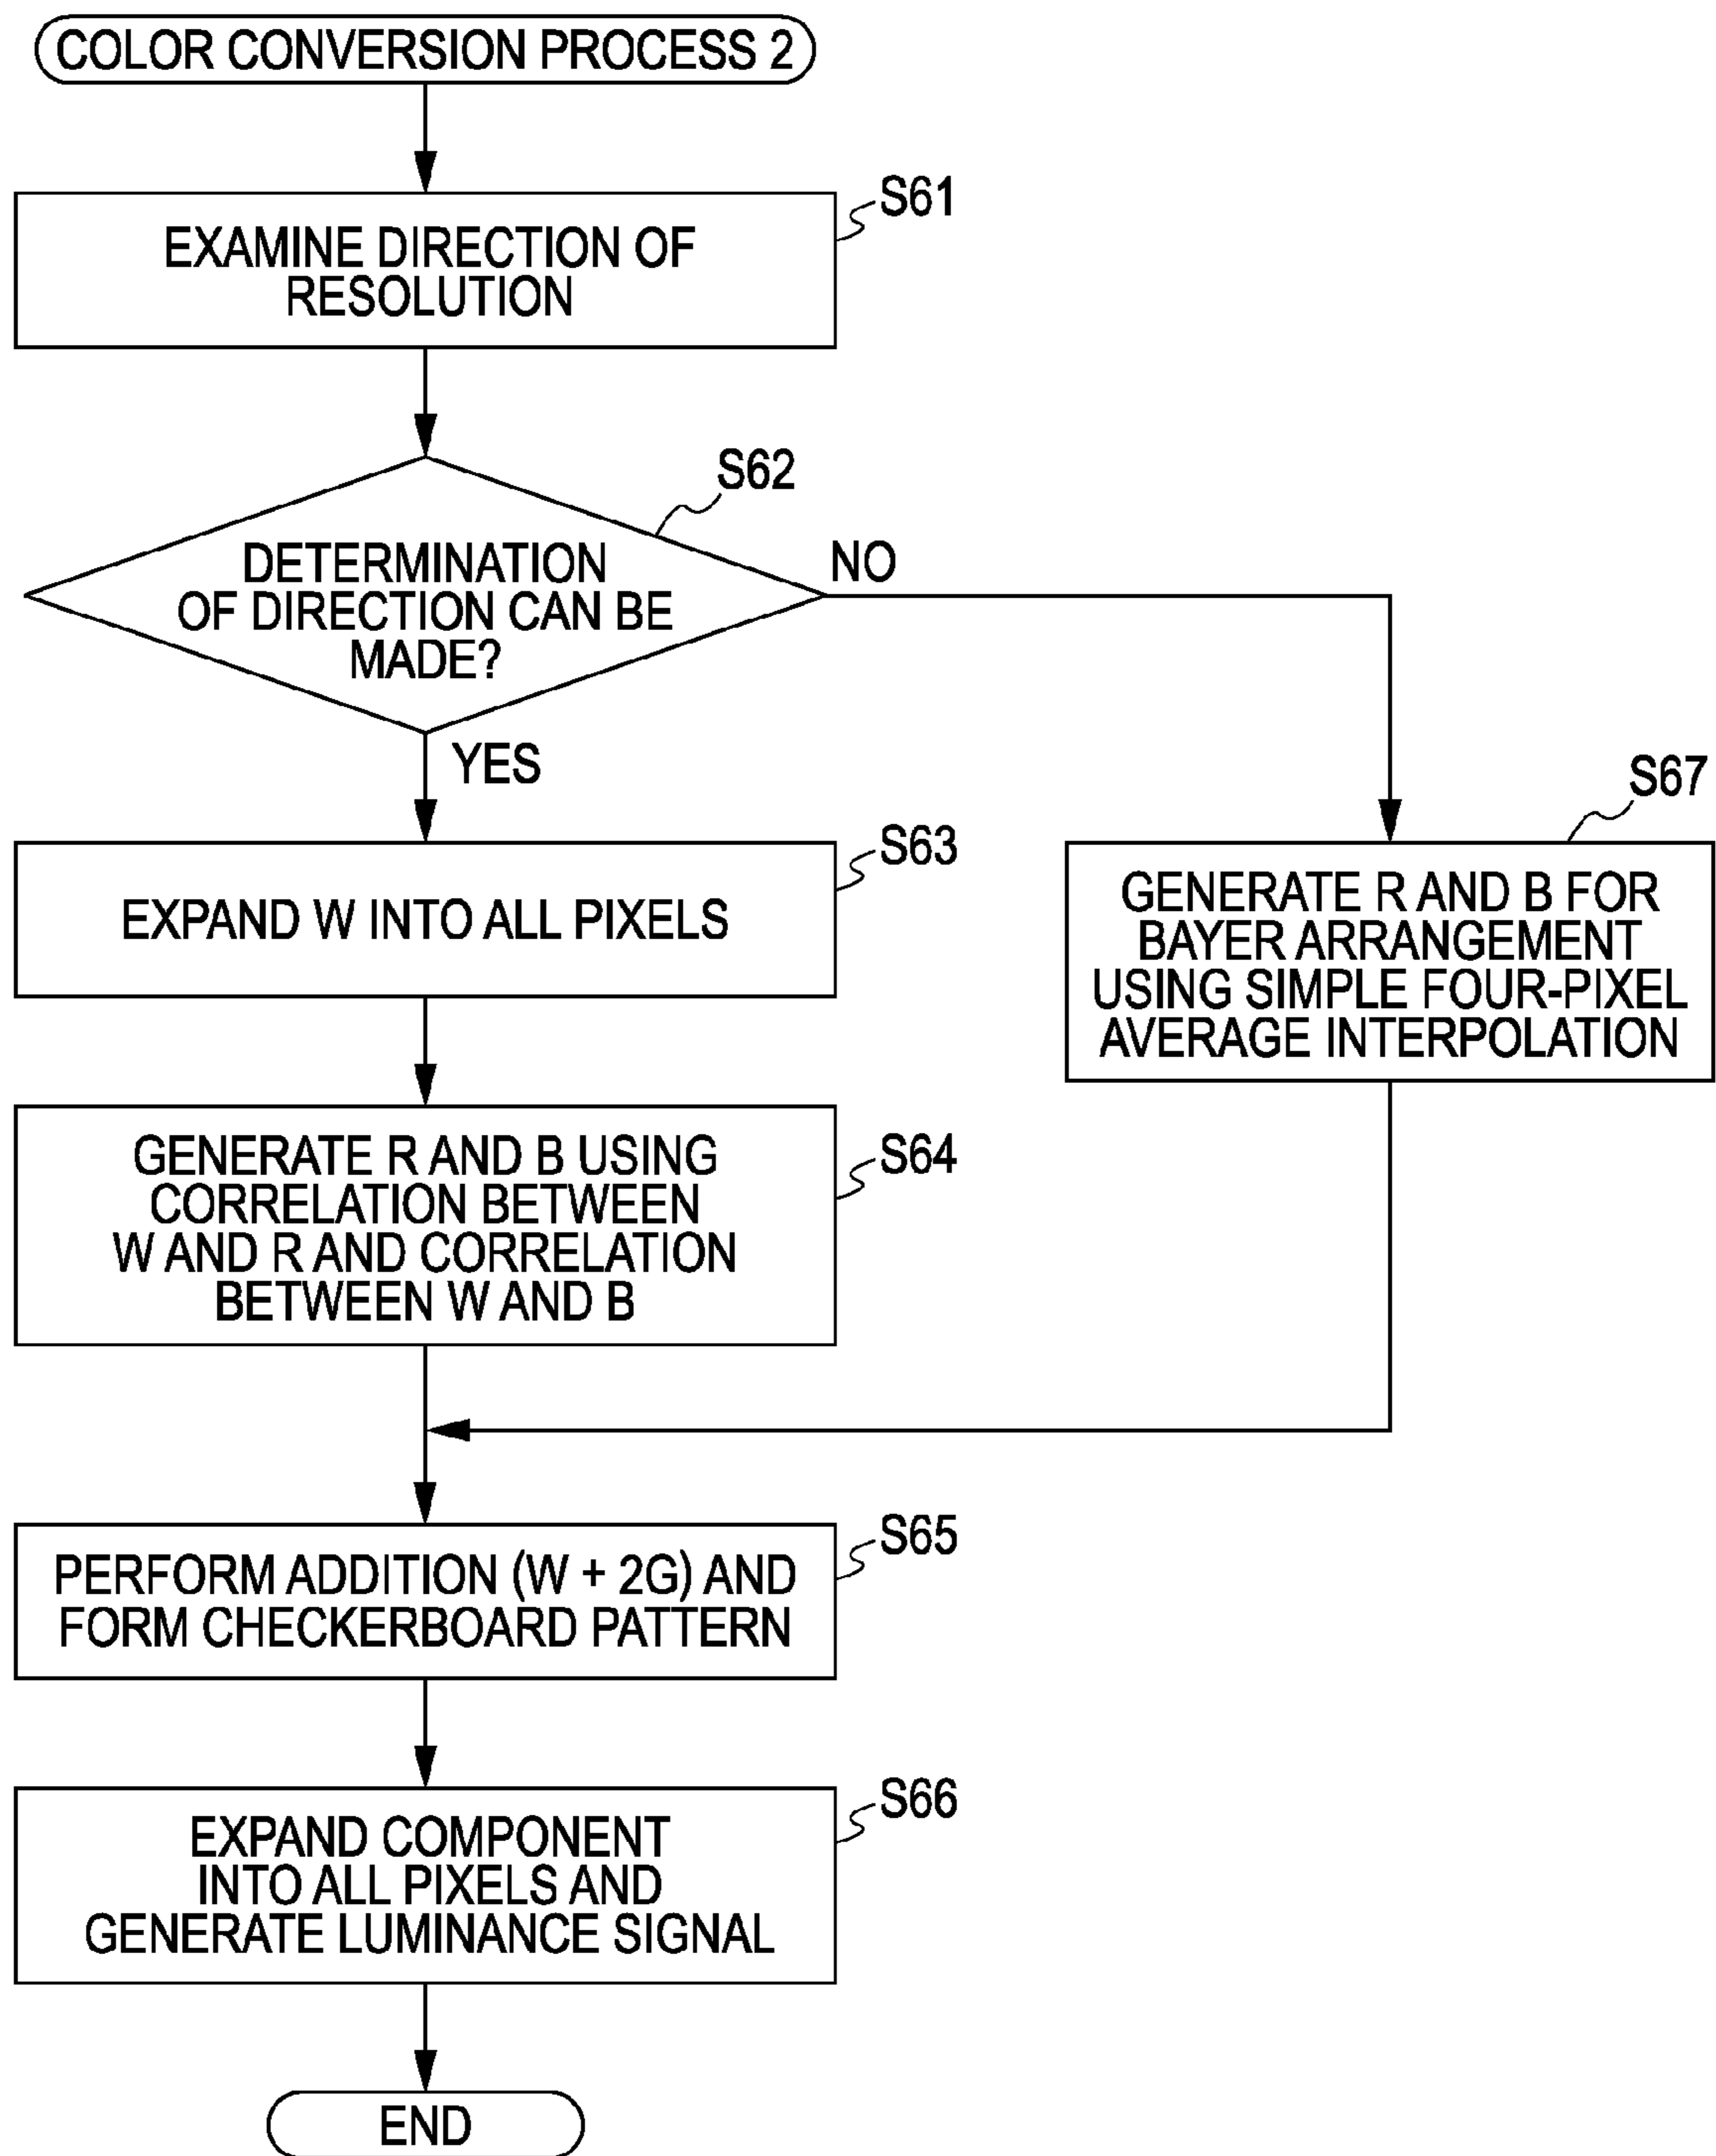 COLOR CONVERSION PROCESS 2
S61
EXAMINE DIRECTION OF
RESOLUTION
S62
DETERMINATION
OF DIRECTION CAN BE
MADE?
NO
YES
S63
EXPAND W INTO ALL PIXELS
S67
GENERATE R AND B FOR
BAYER ARRANGEMENT
USING SIMPLE FOUR-PIXEL
AVERAGE INTERPOLATION
S64
GENERATE R AND B USING
CORRELATION BETWEEN
W AND R AND CORRELATION
BETWEEN W AND B
S65
PERFORM ADDITION (W + 2G) AND
FORM CHECKERBOARD PATTERN
S66
EXPAND COMPONENT
INTO ALL PIXELS AND
GENERATE LUMINANCE SIGNAL
END